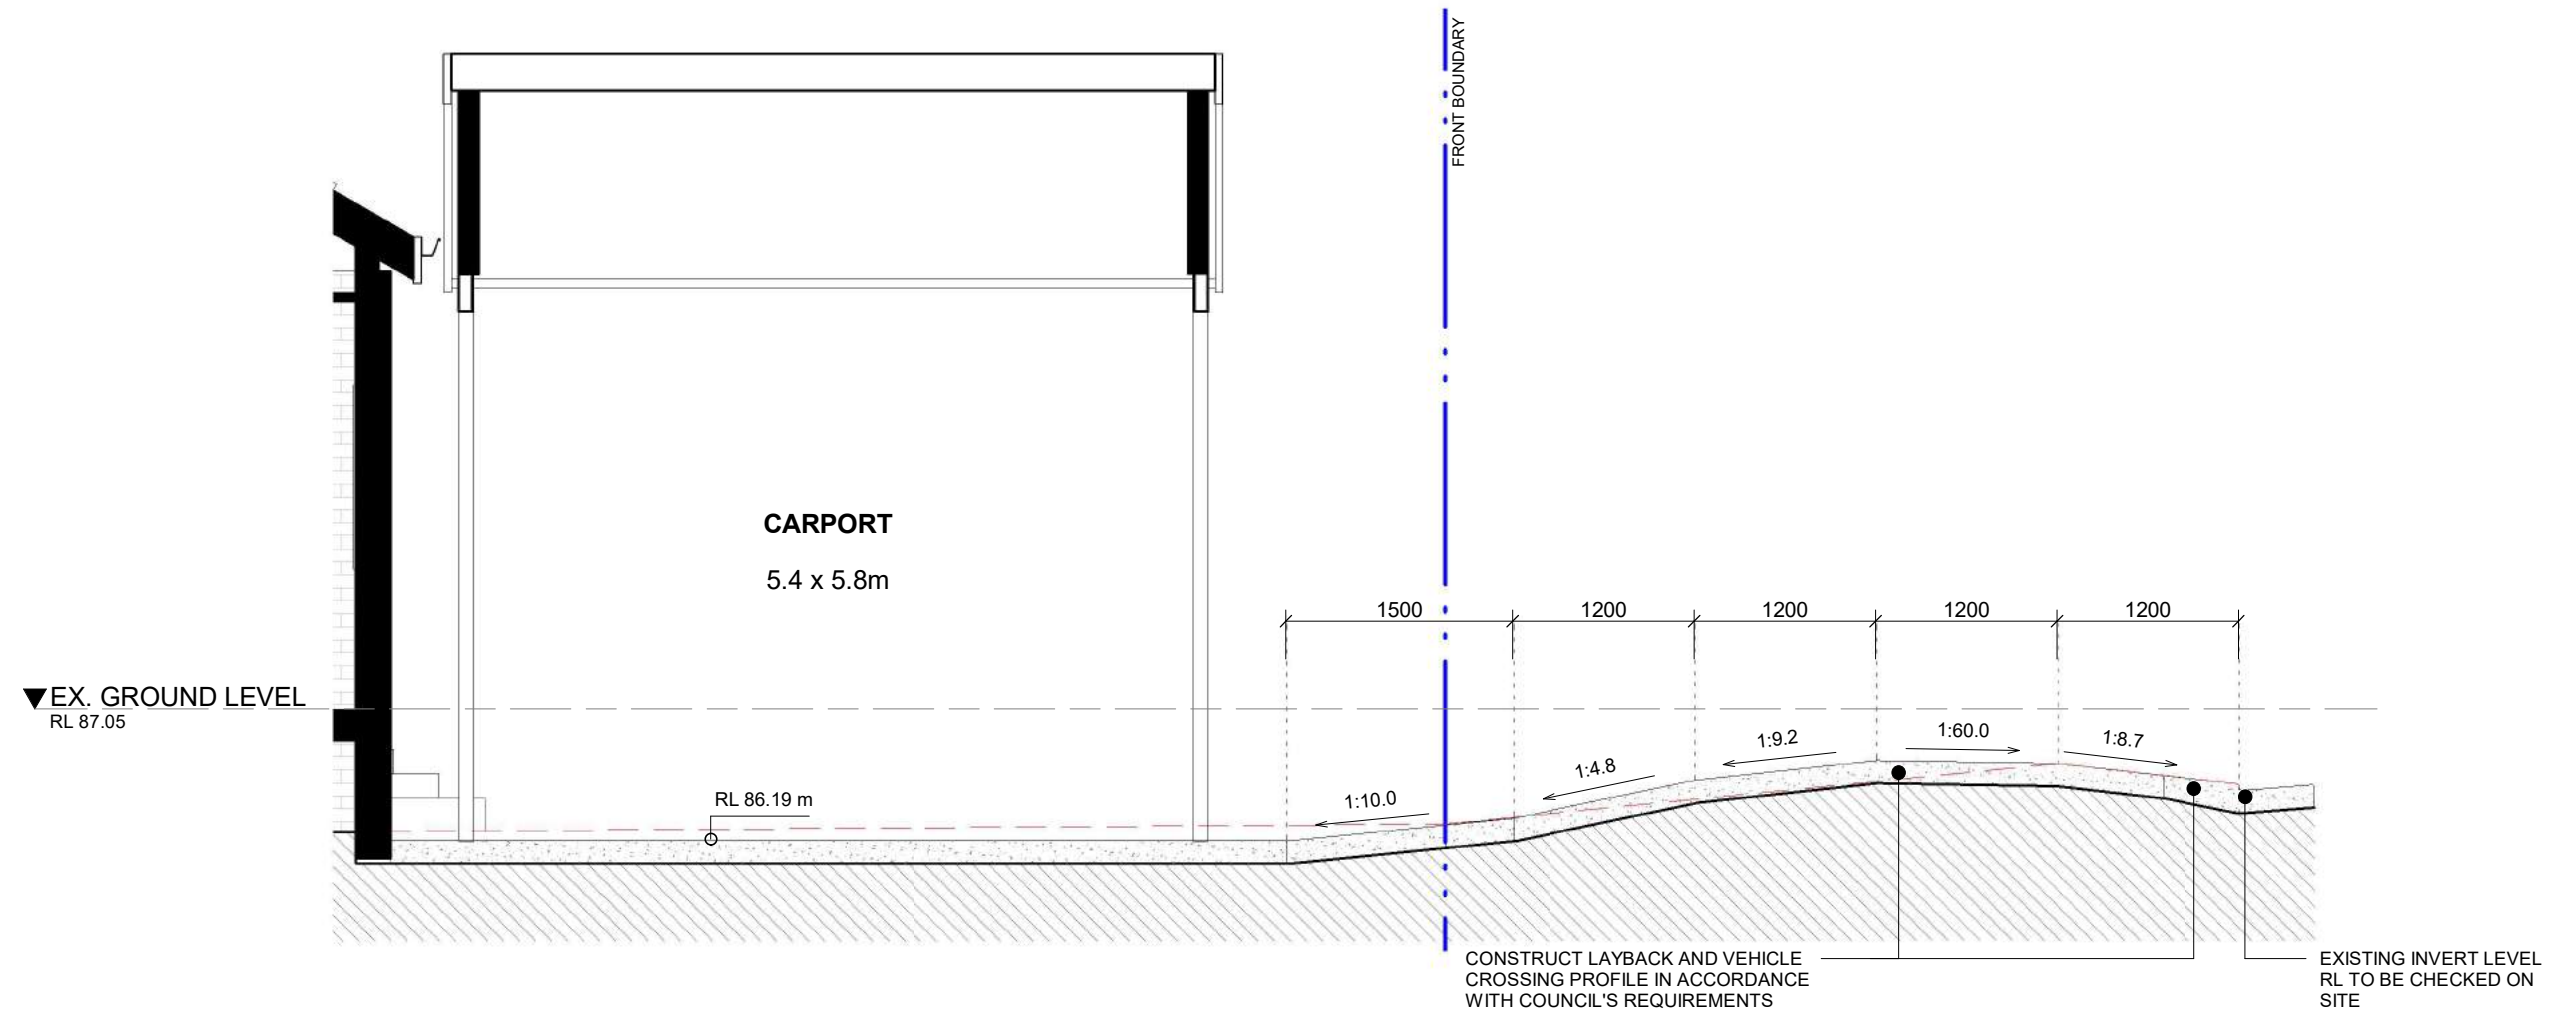 FRONT BOUNDARY
CARPORT
5.4 x 5.8m
1500
1200
1200
1200
1200
EX. GROUND LEVEL
RL 87.05
1:10.0
1:4.8
1:9.2
1:60.0
1:8.7
RL 86.19 m
CONSTRUCT LAYBACK AND VEHICLE
CROSSING PROFILE IN ACCORDANCE
WITH COUNCIL'S REQUIREMENTS
EXISTING INVERT LEVEL
RL TO BE CHECKED ON
SITE